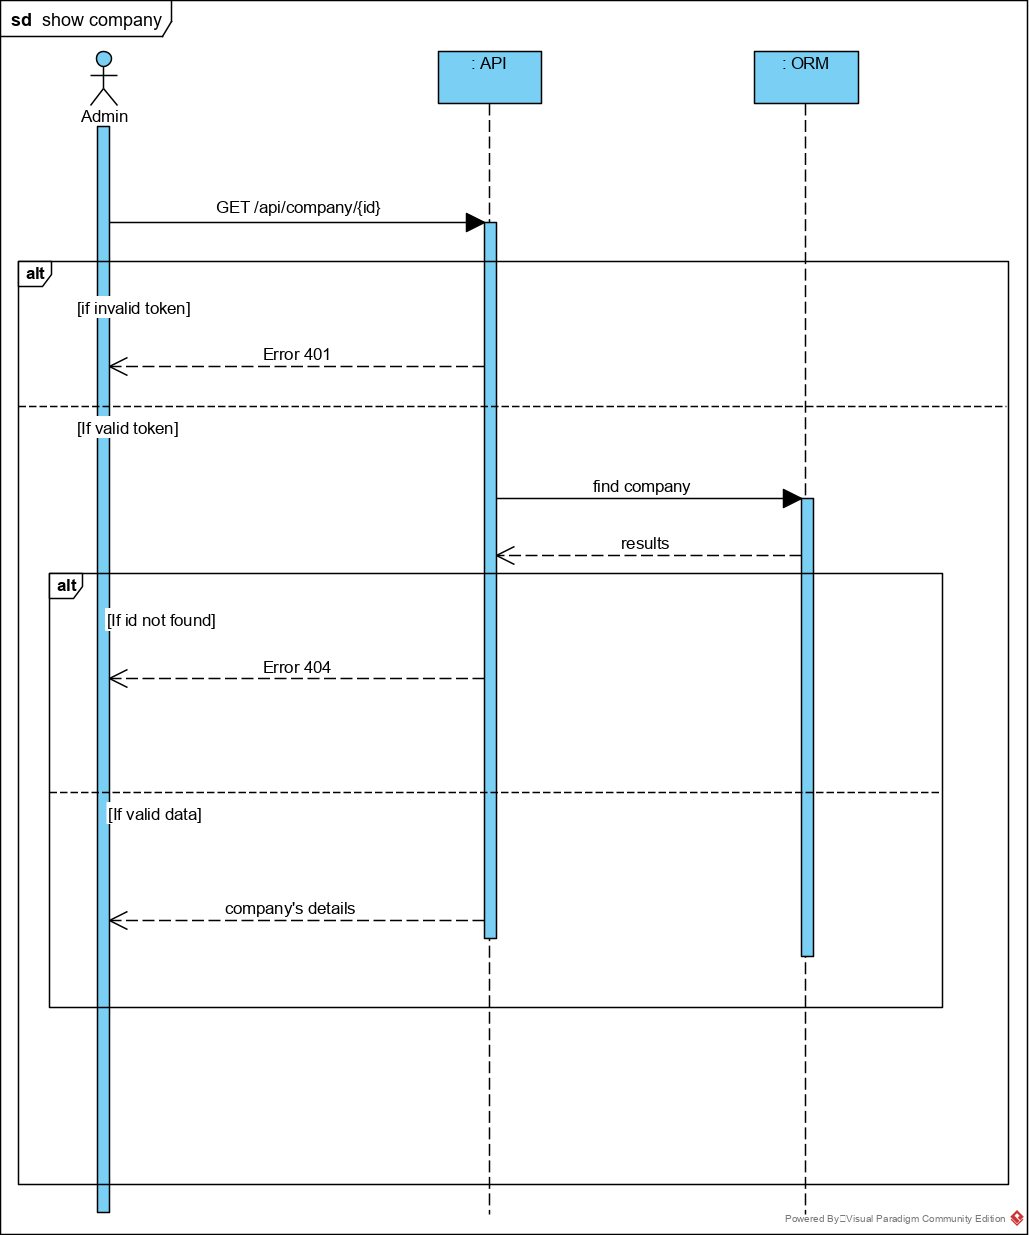 sd show company
Admin
: API
: ORM
GET /api/company/{id}
alt
[if invalid token]
Error 401
[If valid token]
find company
results
alt
[If id not found]
Error 404
[If valid data]
company's details
Powered By Visual Paradigm Community Edition